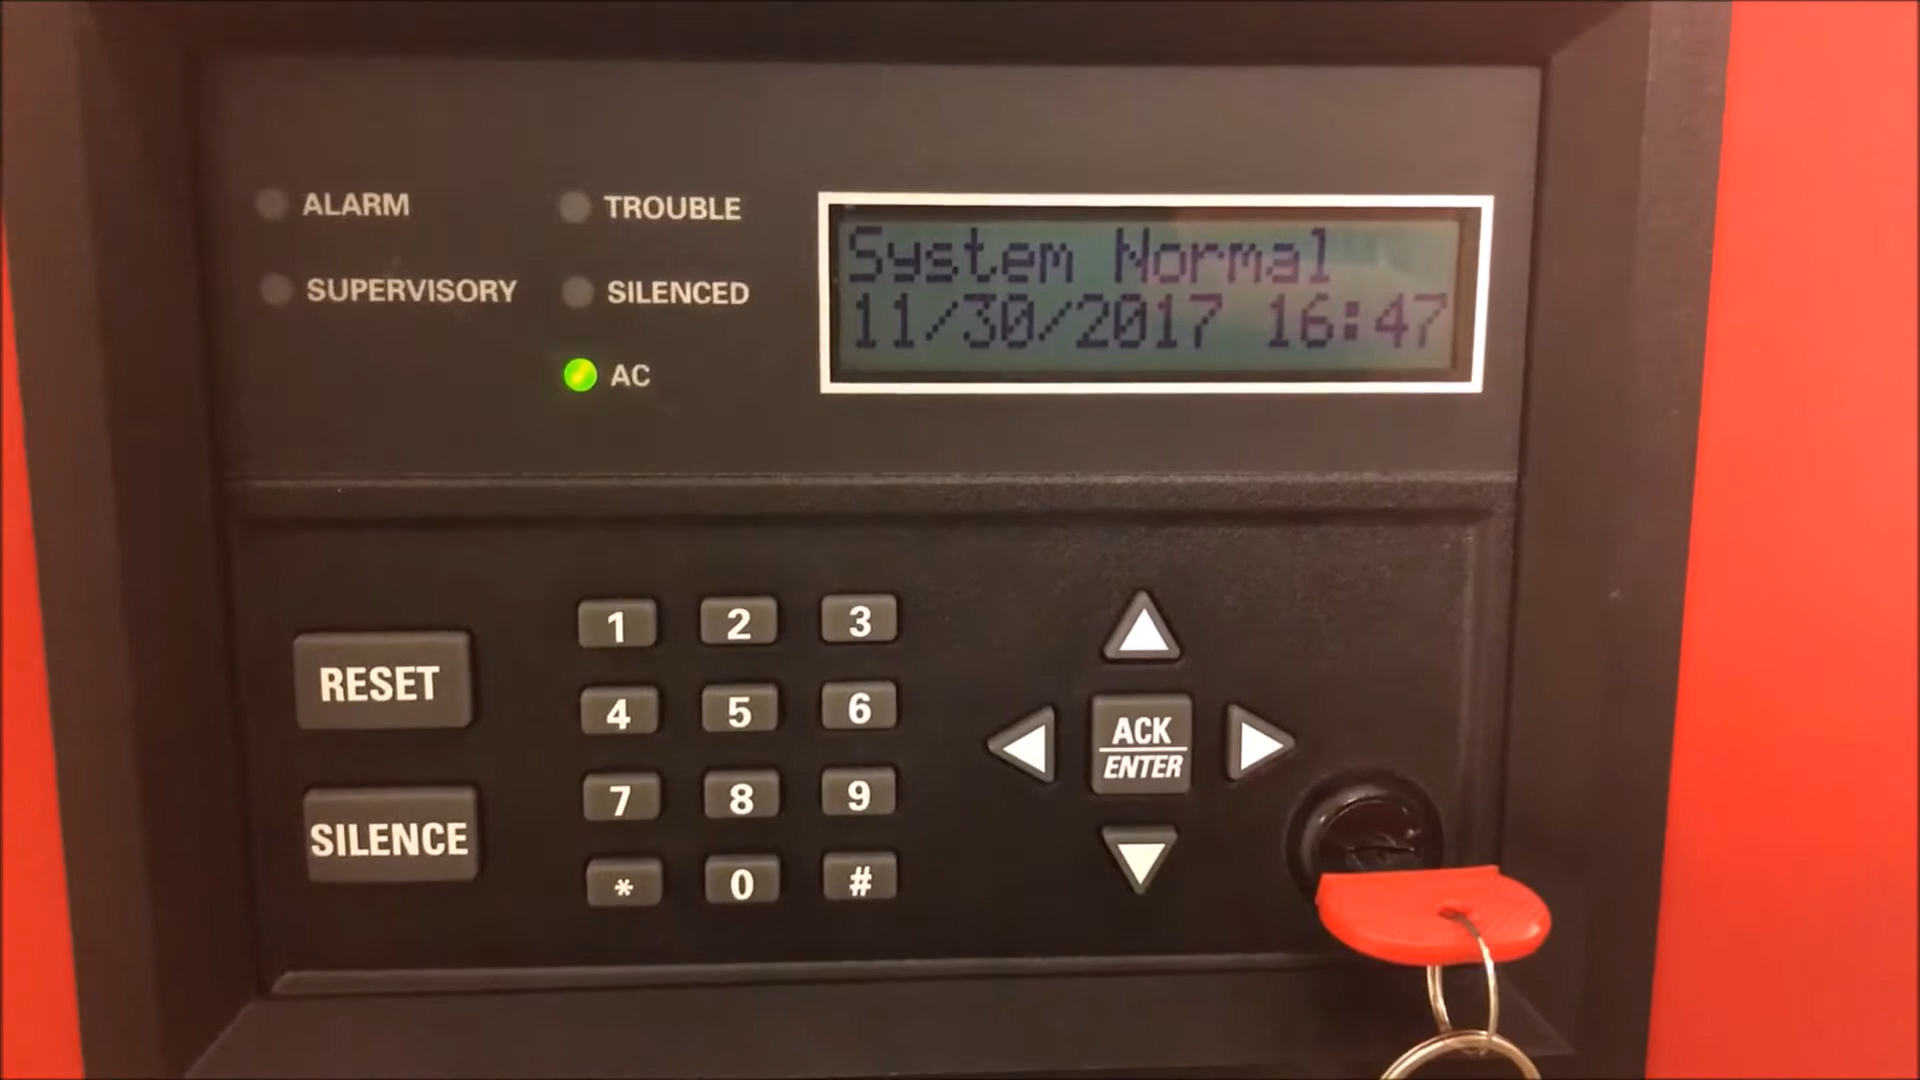 ALARM
TROUBLE
SUPERVISORY
SILENCED
AC
System Normal
11/30/2017 16:47
RESET
SILENCE
1 2 3
4 5 6
7 8 9
* 0 #
ACK
ENTER